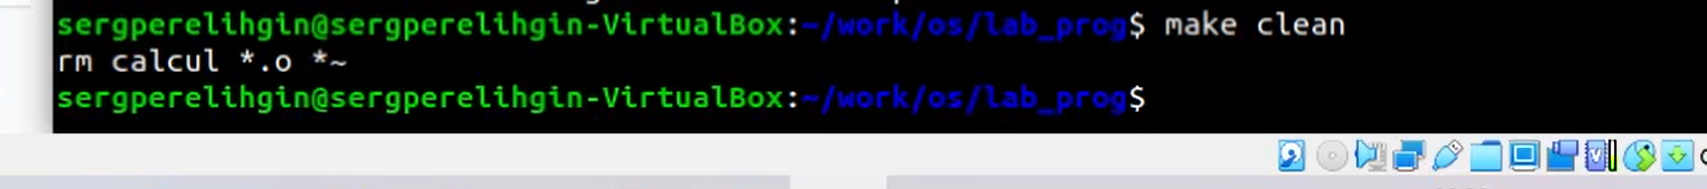 sergperelihgin@sergperelihgin-VirtualBox:~/work/os/lab_prog$ make clean
rm calcul *.o *~
sergperelihgin@sergperelihgin-VirtualBox:~/work/os/lab_prog$